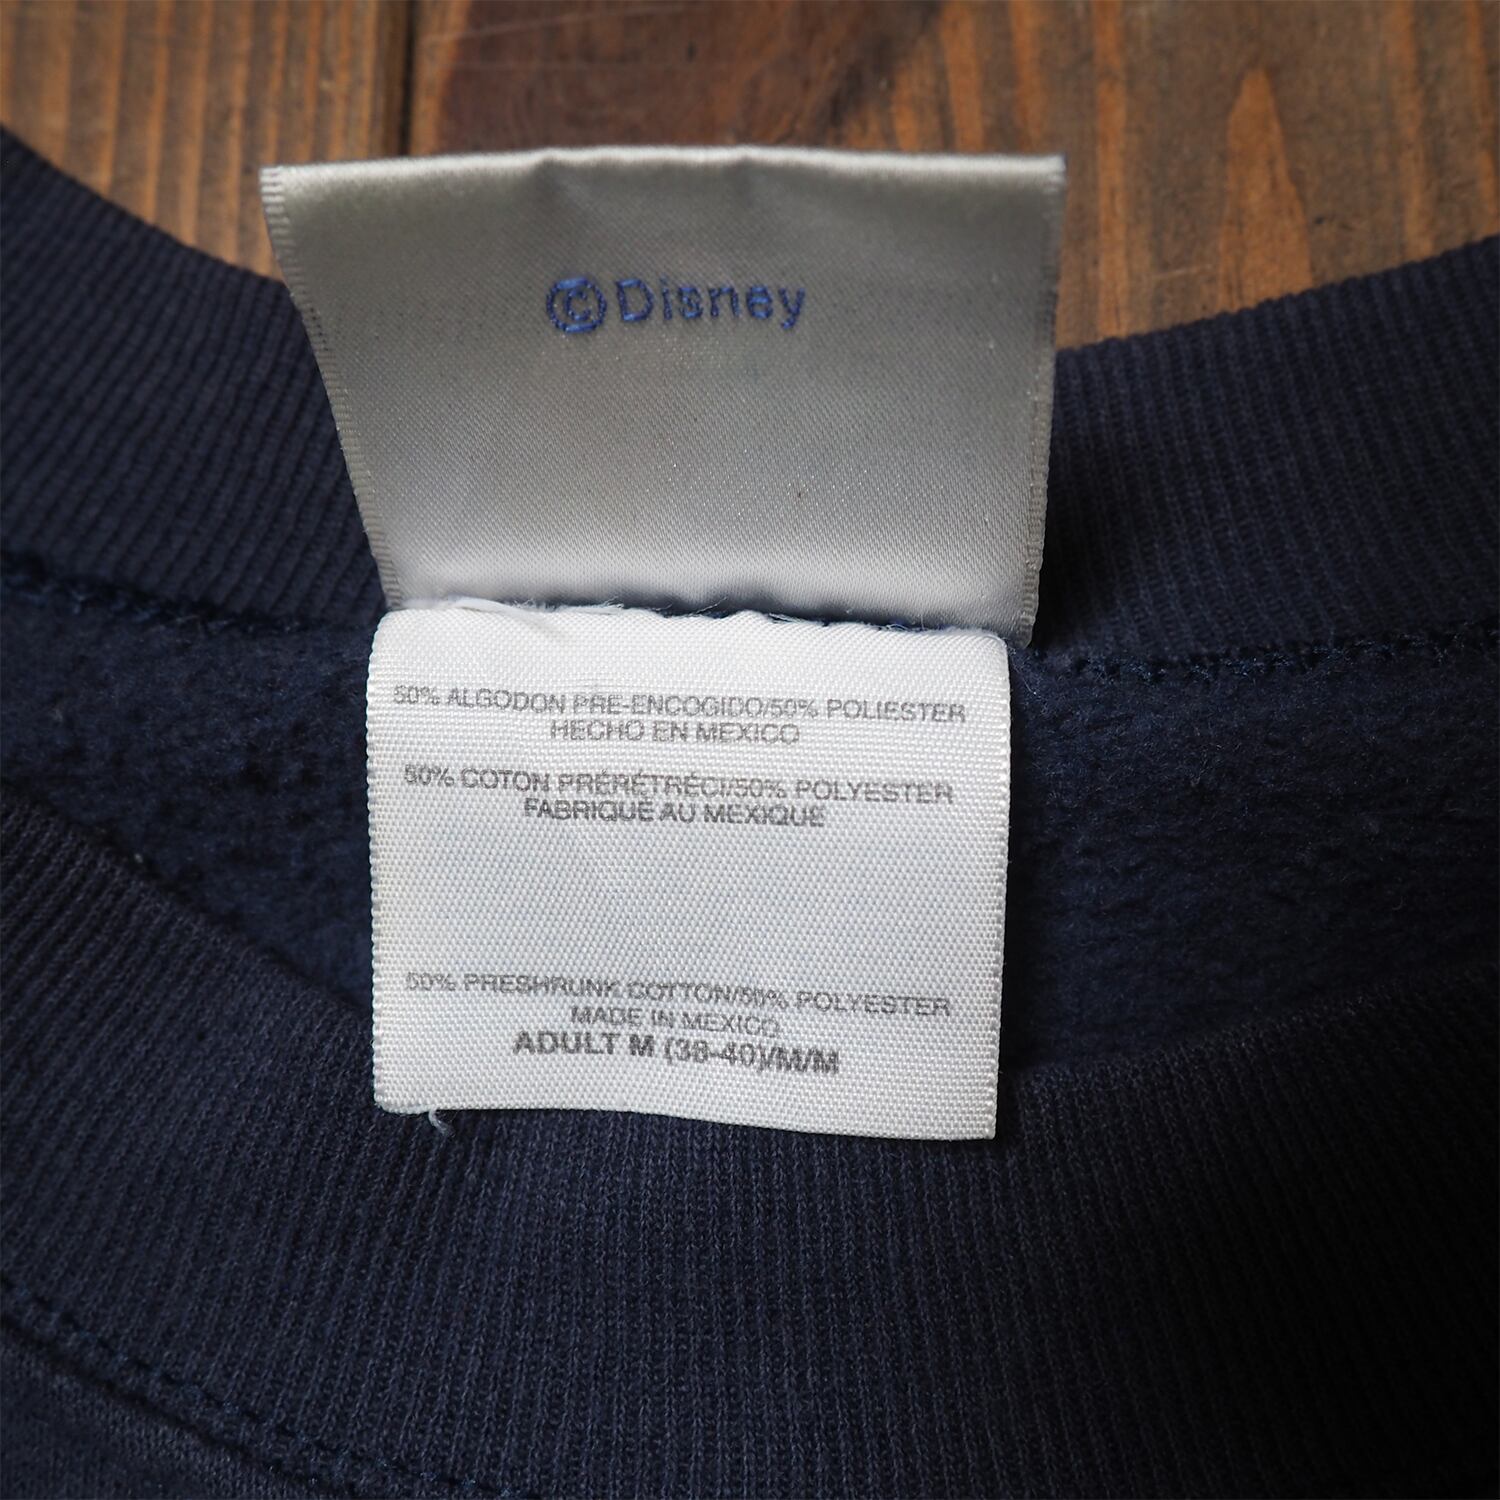 ©Disney
50% ALGODON PRE-ENCOGIDO/50% POLIESTER
HECHO EN MEXICO
50% COTON PRÉRÉTRÉCI/50% POLYESTER
FABRIQUÉ AU MEXIQUE
50% PRESHRUNK COTTON/50% POLYESTER
MADE IN MEXICO
ADULT M (38-40)/M/M